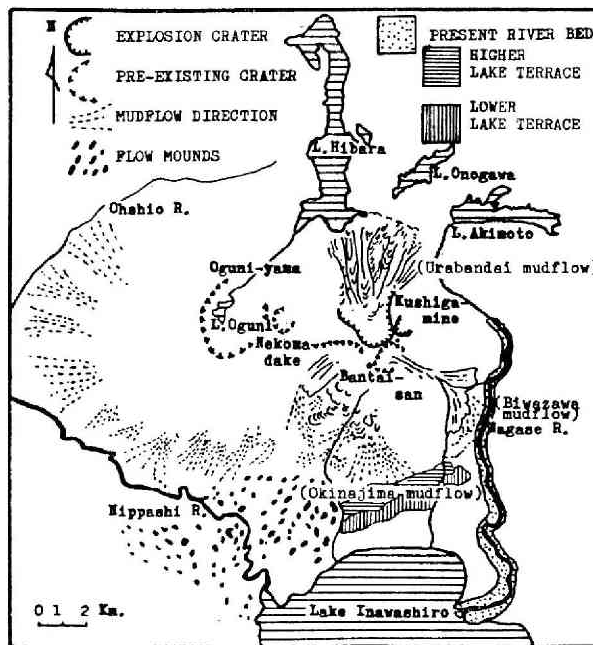 N
EXPLOSION CRATER
PRE-EXISTING CRATER
MUDFLOW DIRECTION
FLOW MOUNDS
PRESENT RIVER BED
HIGHER
LAKE TERRACE
LOWER
LAKE TERRACE
L.Hibara
L.Onogawa
Ohshio R.
L.Akimoto
Oguni-yama
(Urabandai mudflow)
Kushiga-
mine
L.Oguni
Nekoma-
dake
Bantai-
san
(Biwazawa
mudflow)
Nagase R.
(Okinajima mudflow)
Nippashi R.
Lake Inawashiro
0 1 2 Km.